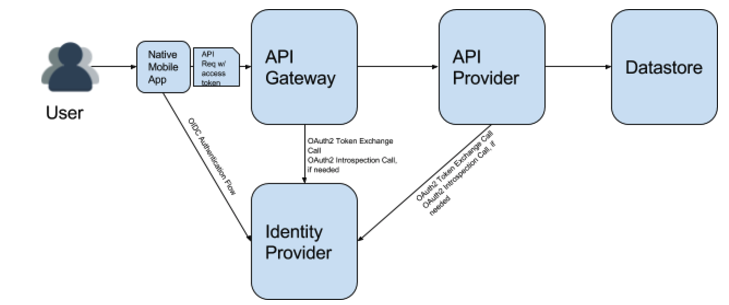 User
Native
Mobile
App
API
Req w/
access
token
API
Gateway
API
Provider
Datastore
OIDC Authentication Flow
OAuth2 Token Exchange
Call
OAuth2 Introspection Call,
if needed
OAuth2 Token Exchange Call
OAuth2 Introspection Call, if
needed
Identity
Provider